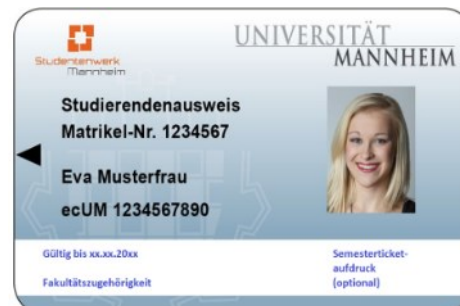 Studentenwerk
Mannheim
UNIVERSITÄT
MANNHEIM
Studierendenausweis
Matrikel-Nr. 1234567
Eva Musterfrau
ecUM 1234567890
Gültig bis xx.xx.20xx
Fakultätszugehörigkeit
Semesterticket-
aufdruck
(optional)